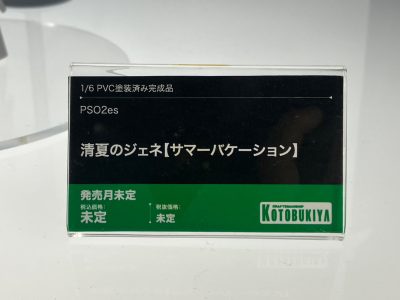 1/6 PVC塗装済み完成品
PSO2es
清夏のジェネ【サマーバケーション】
発売月未定
税込価格: 税抜価格:
未定 未定
CRAFTSMANSHIP
KOTOBUKIYA